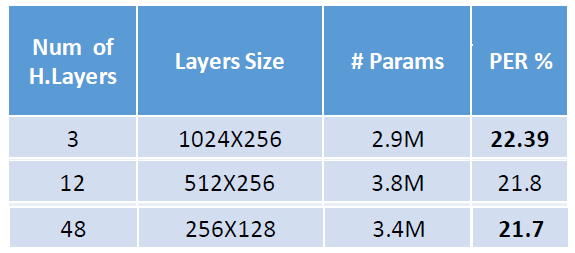 Num of H.Layers Layers Size # Params PER %
3 1024X256 2.9M 22.39
12 512X256 3.8M 21.8
48 256X128 3.4M 21.7